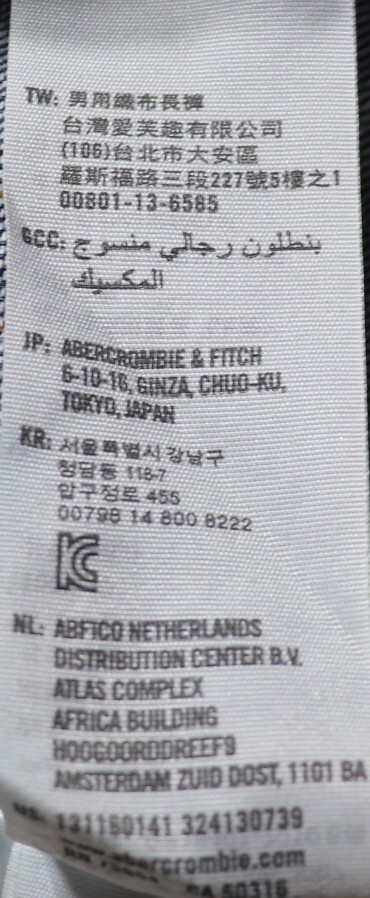 TW: 男用織布長褲
台灣愛芙趣有限公司
(106)台北市大安區
羅斯福路三段227號5樓之1
00801-13-6585
GCC: بنطلون رجالي منسوج
المكسيك
JP: ABERCROMBIE & FITCH
6-10-16, GINZA, CHUO-KU,
TOKYO, JAPAN
KR: 서울특별시 강남구
청담동 118-7
압구정로 455
00798 14 800 8222
KC
NL: ABFICO NETHERLANDS
DISTRIBUTION CENTER B.V.
ATLAS COMPLEX
AFRICA BUILDING
HOOGOORDDREEF9
AMSTERDAM ZUID OOST, 1101 BA
131160141 324130739
www.abercrombie.com
CA 50316